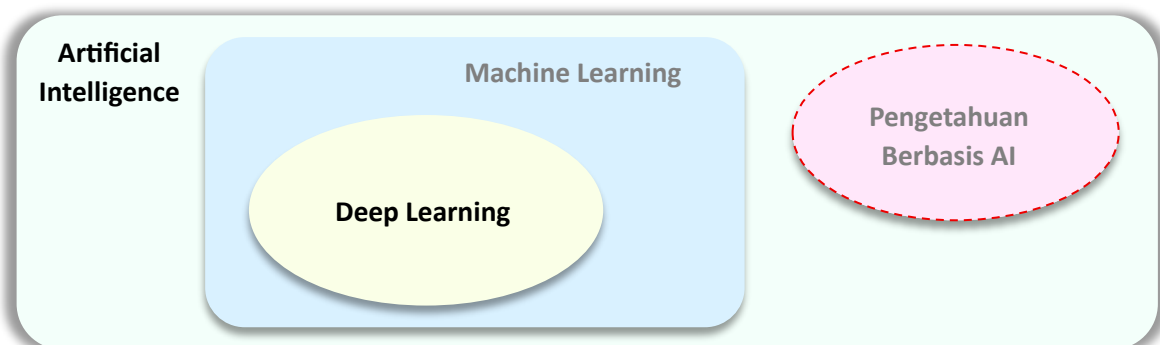 Artificial
Intelligence
Machine Learning
Deep Learning
Pengetahuan
Berbasis AI